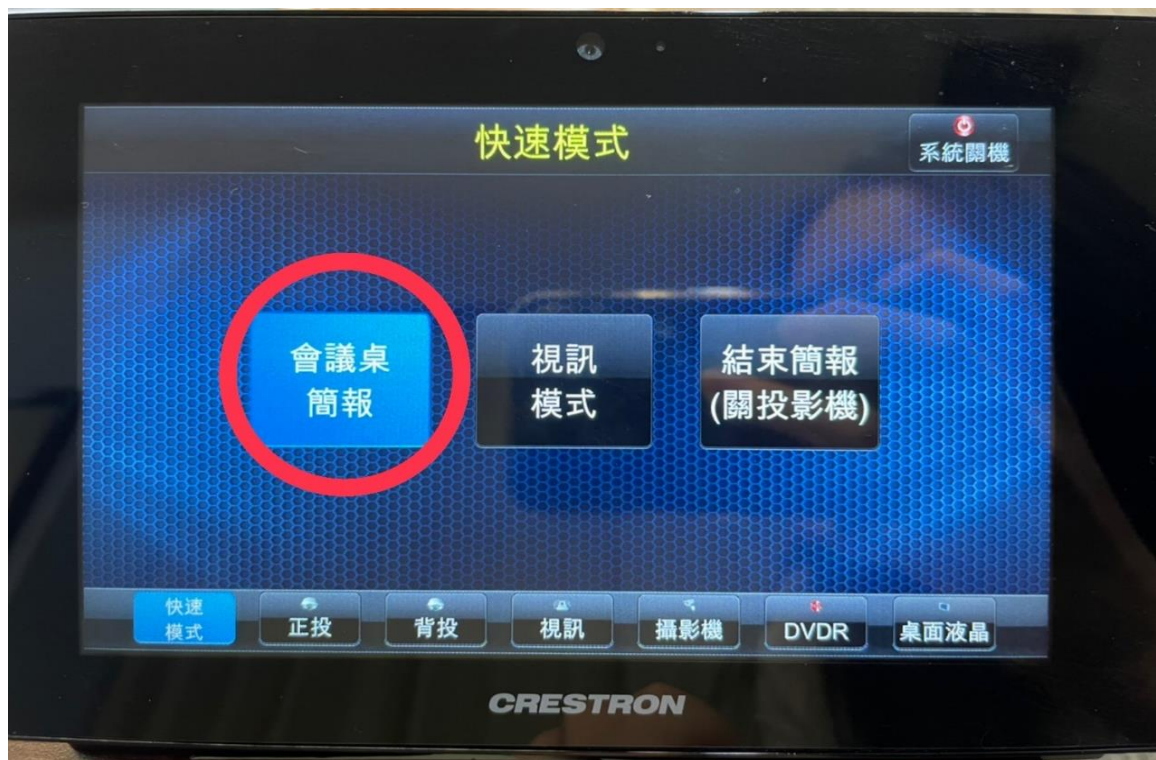 快速模式
系統關機
會議桌
簡報
視訊
模式
結束簡報
(關投影機)
快速
模式
正投
背投
視訊
攝影機
DVDR
桌面液晶
CRESTRON